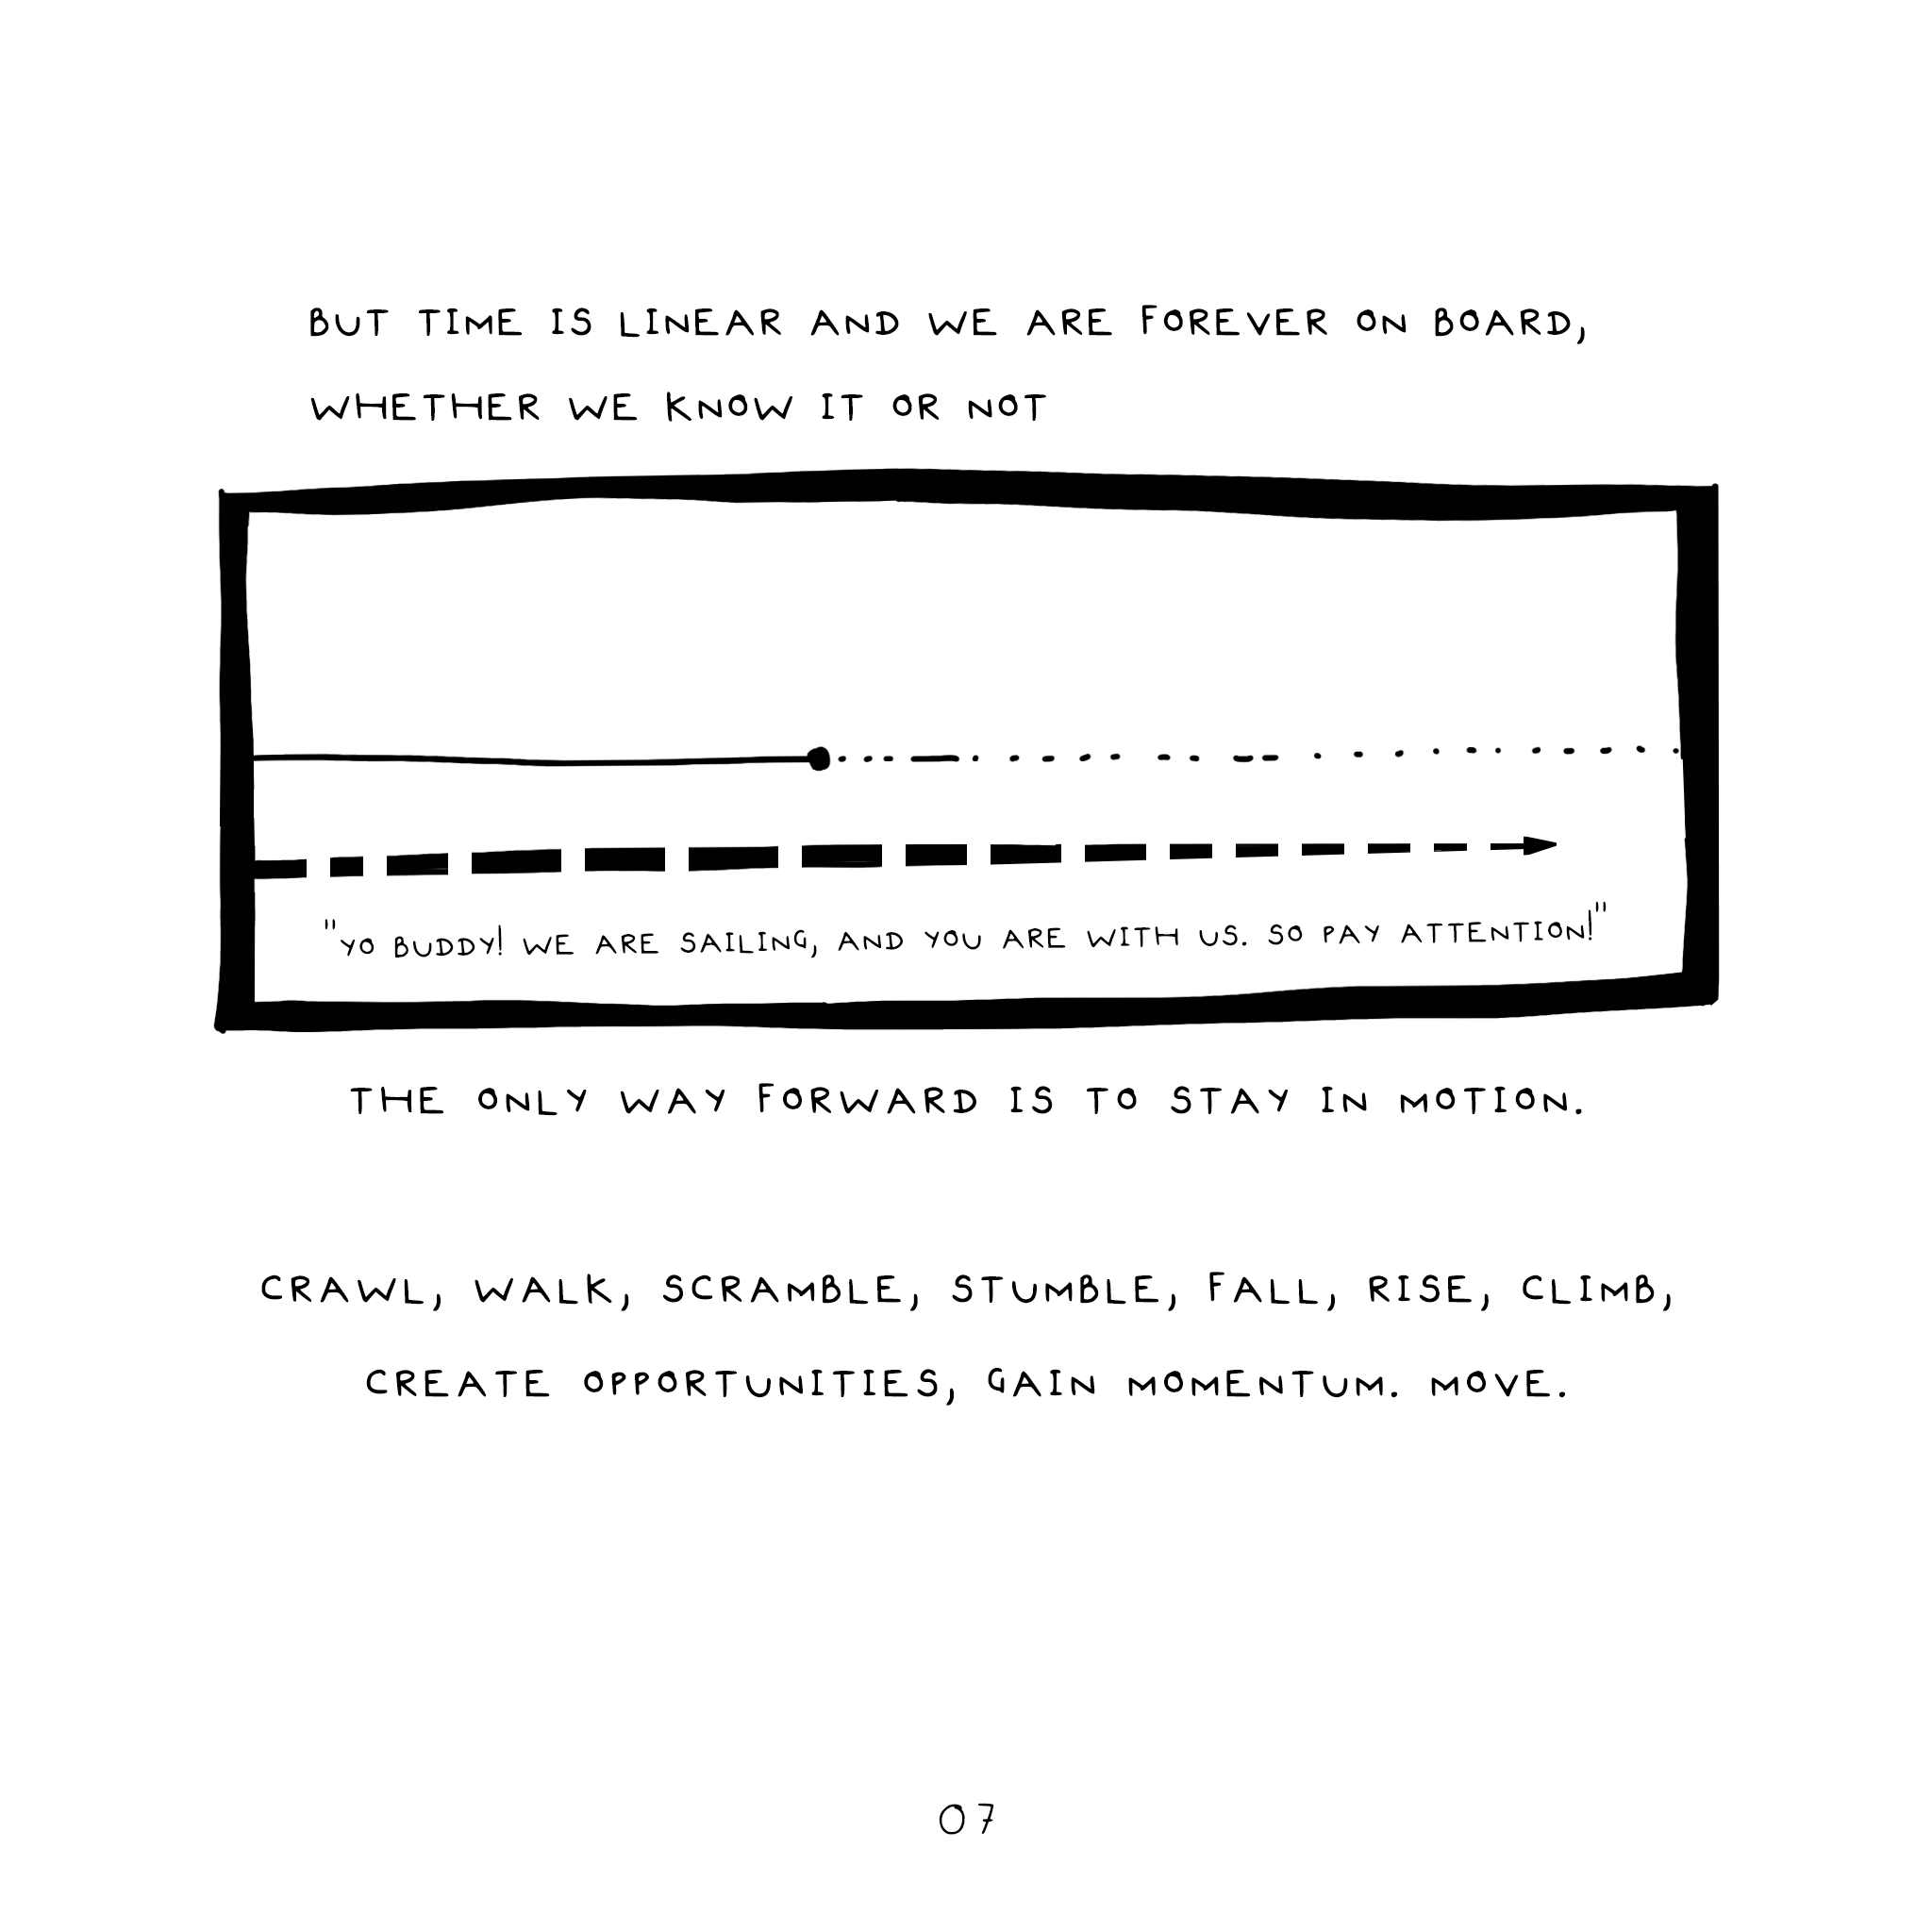 BUT TIME IS LINEAR AND WE ARE FOREVER ON BOARD,
WHETHER WE KNOW IT OR NOT
"YO BUDDY! WE ARE SAILING, AND YOU ARE WITH US. SO PAY ATTENTION!"
THE ONLY WAY FORWARD IS TO STAY IN MOTION.
CRAWL, WALK, SCRAMBLE, STUMBLE, FALL, RISE, CLIMB,
CREATE OPPORTUNITIES, GAIN MOMENTUM. MOVE.
07